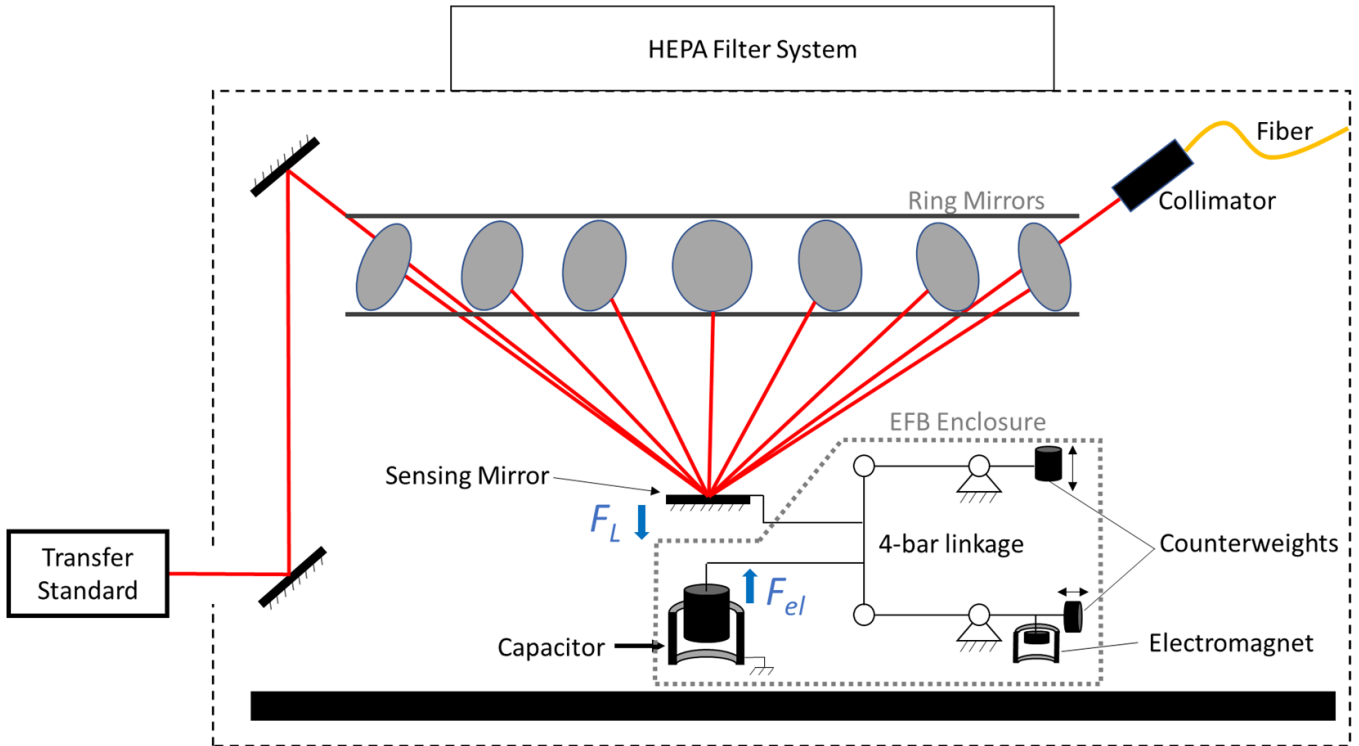 HEPA Filter System
Fiber
Ring Mirrors
Collimator
EFB Enclosure
Sensing Mirror
F_L
4-bar linkage
Counterweights
Transfer
Standard
F_el
Capacitor
Electromagnet